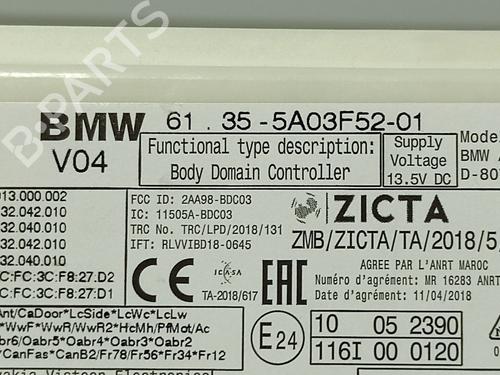 B-PARTS
BMW 61 . 35 - 5A03F52-01
V04
Functional type description:
Body Domain Controller
Supply
Voltage
13.5V DC
Model
BMW
D-80
013.000.002
32.042.010
32.040.010
32.042.010
32.040.010
FC:3C:F8:27:D2
FC:3C:F8:27:D1
FCC ID: 2AA98-BDC03
IC: 11505A-BDC03
TRC No. TRC/LPD/2018/131
IFT: RLVVIBD18-0645
ZICTA
ZMB/ZICTA/TA/2018/5
CE
ICASA
TA-2018/617
EAC
AGREE PAR L'ANRT MAROC
Numéro d'agrément: MR 16283 ANRT
Date d'agrément: 11/04/2018
Ant/CaDoor*LcSide*LcWc*LcLw
*WwF*WwR/WwR2*HcMh/PfMot/Ac
Oabr5*Oabr4*Oabr3*Oabr2*
/CanFas*CanB2/Fr78/Fr56*Fr34*Fr12
E24
10 05 2390
116I 00 0120